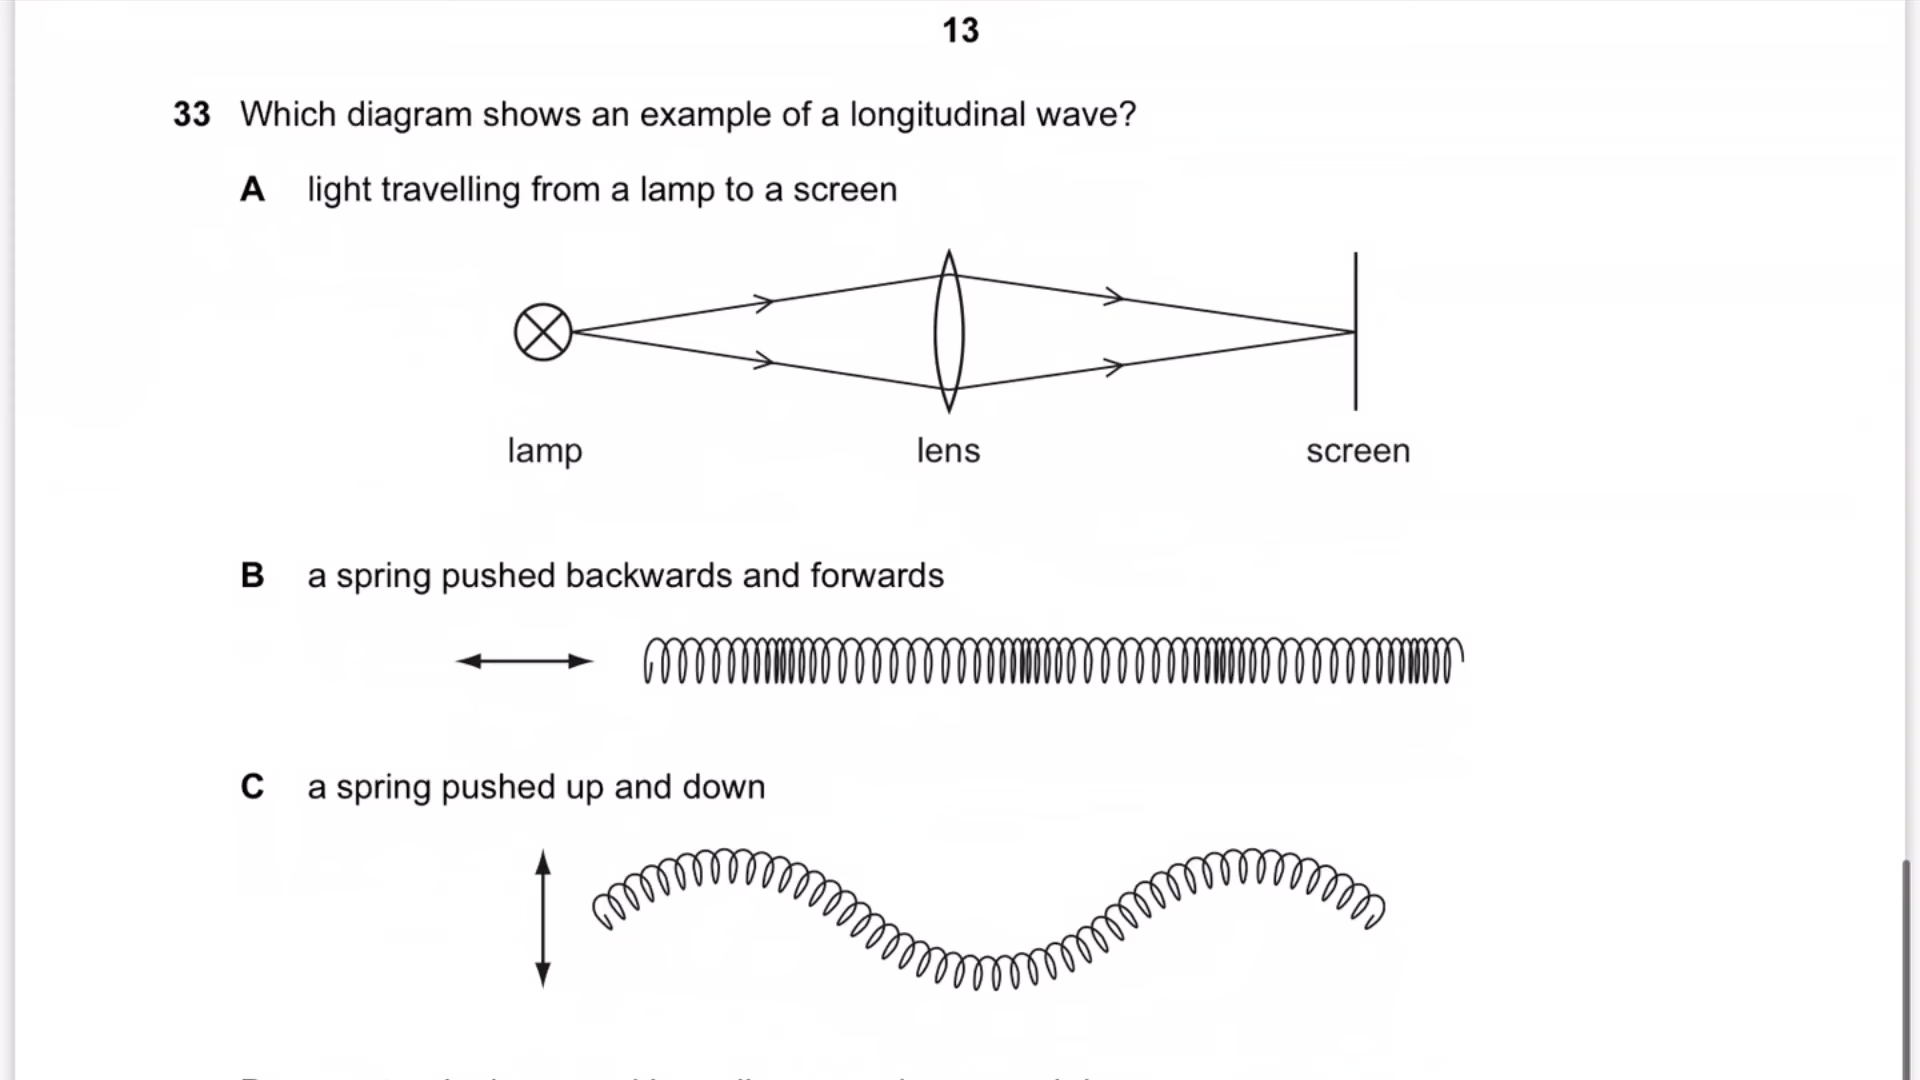 13
33 Which diagram shows an example of a longitudinal wave?
A light travelling from a lamp to a screen
lamp lens screen
B a spring pushed backwards and forwards
C a spring pushed up and down